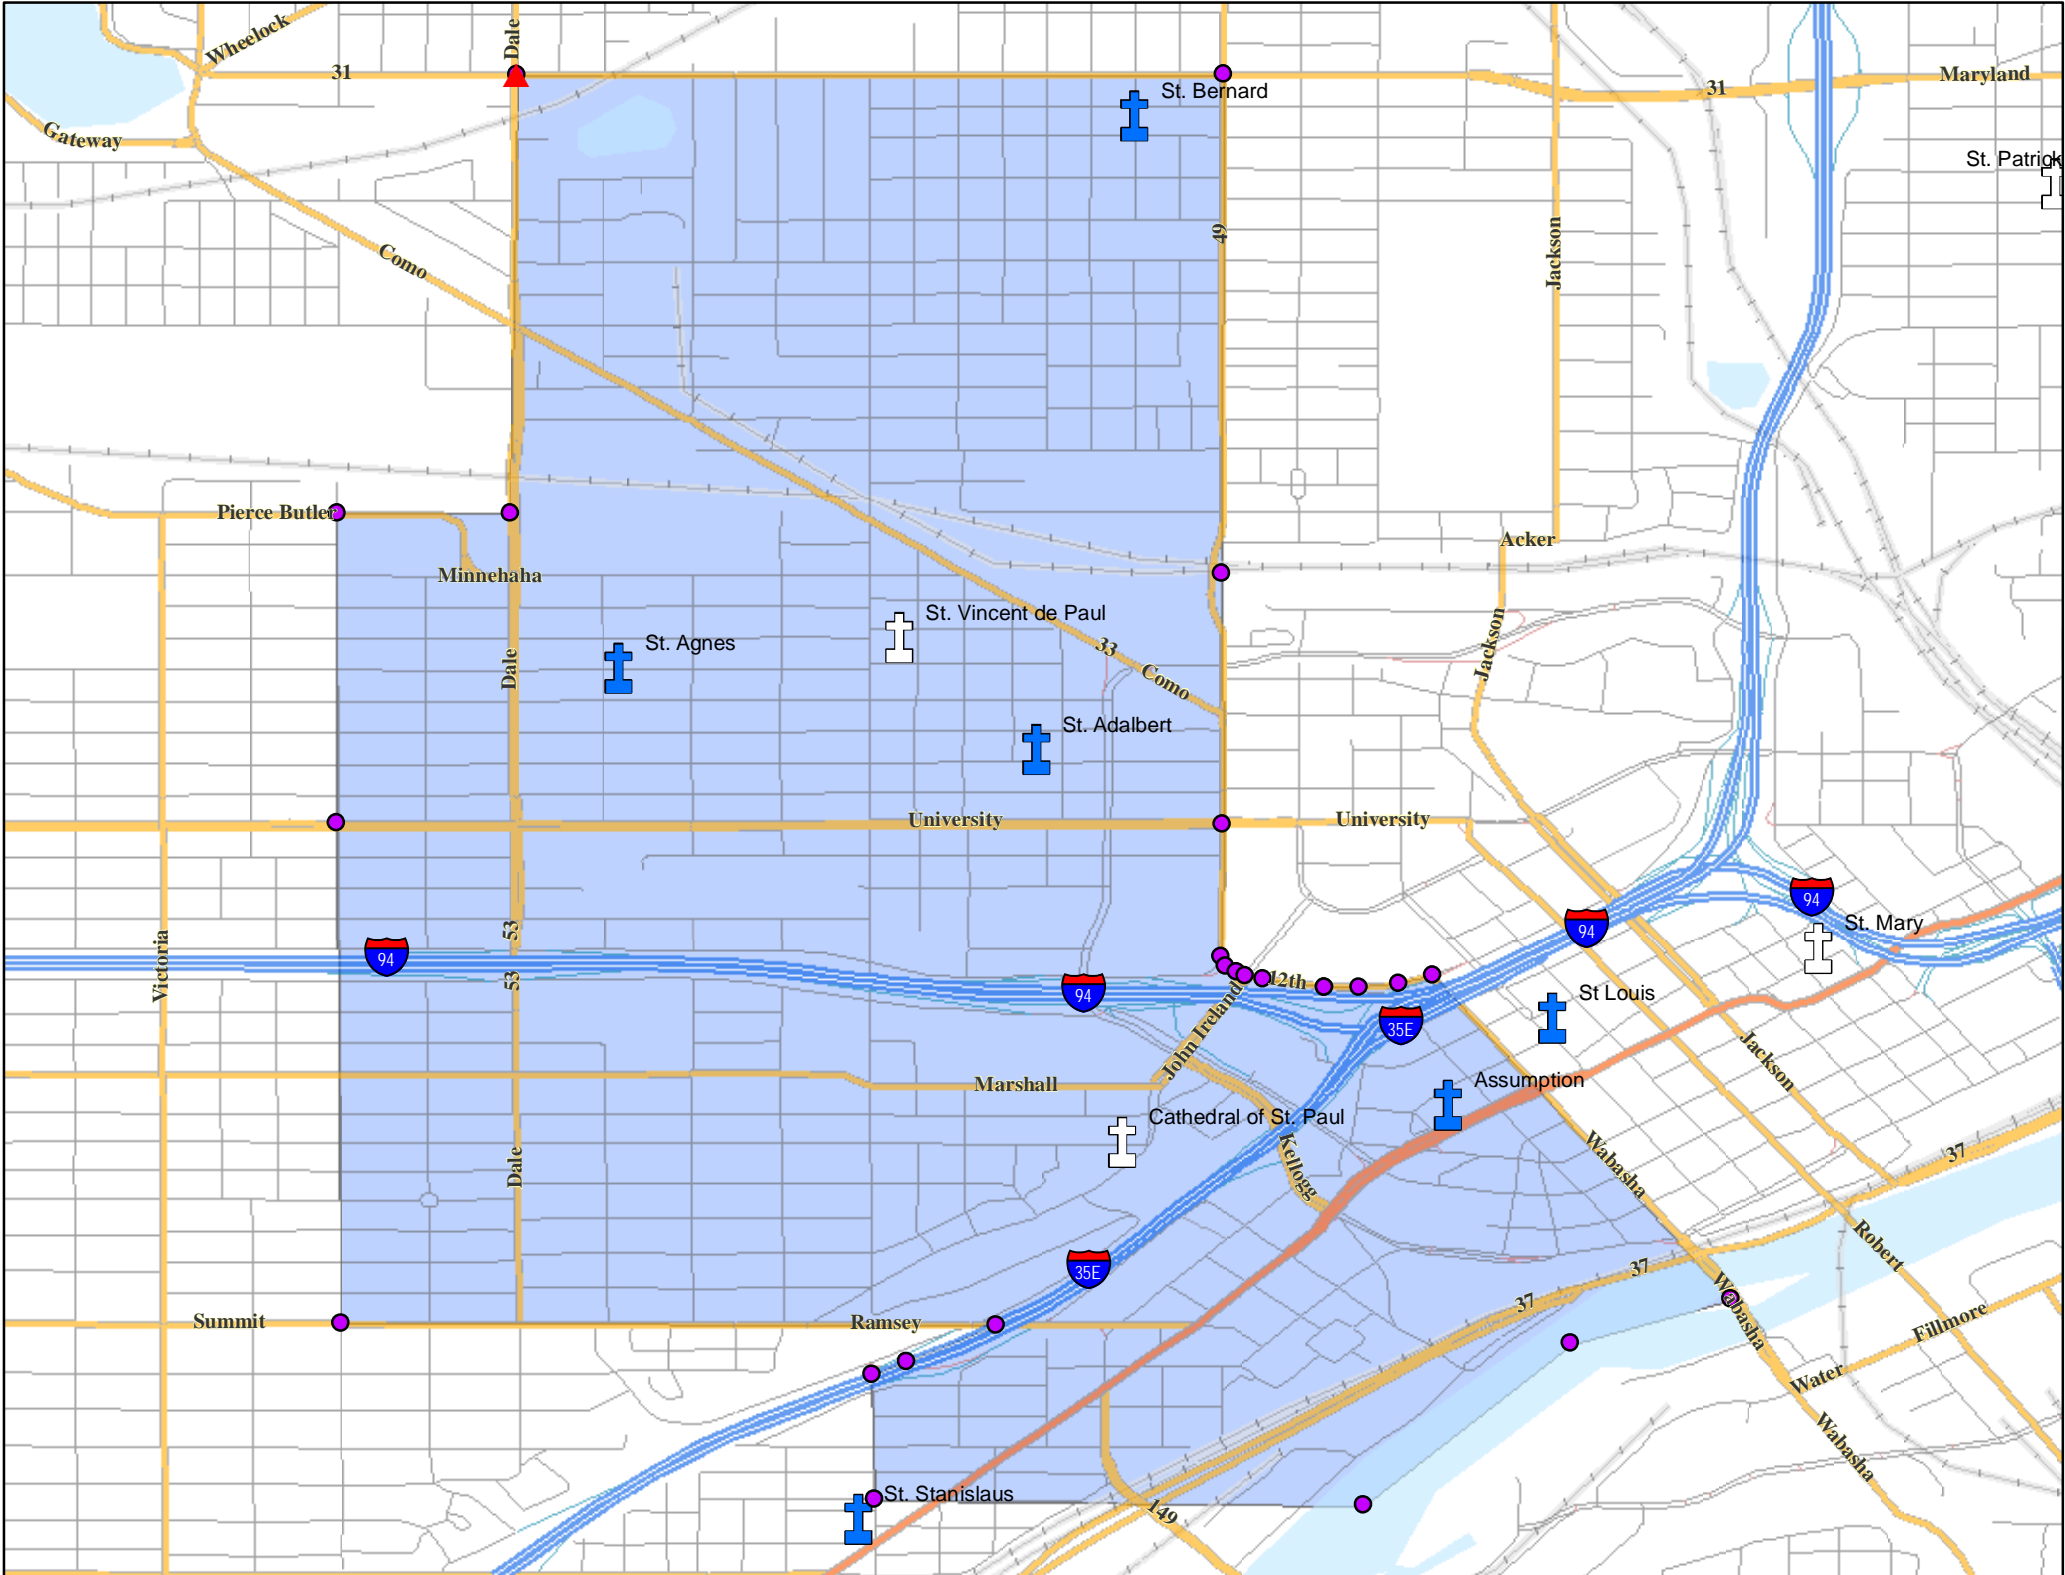 Wheelock
Dale
31
Maryland
31
St. Bernard
Gateway
St. Patrick
Como
49
Jackson
Pierce Butler
Acker
Minnehaha
St. Vincent de Paul
St. Agnes
Dale
33
Como
Jackson
St. Adalbert
University
University
94
St. Mary
94
53
94
Victoria
53
94
12th
St Louis
35E
John Ireland
Jackson
Marshall
Assumption
Cathedral of St. Paul
Kellogg
Dale
Wabasha
37
Robert
35E
37
37
Wabasha
Summit
Ramsey
Fillmore
Water
Wabasha
St. Stanislaus
149